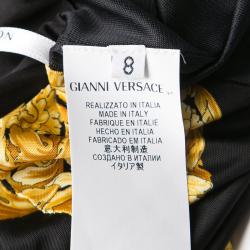 8
GIANNI VERSACE
REALIZZATO IN ITALIA
MADE IN ITALY
FABRIQUE EN ITALIE
HECHO EN ITALIA
FABRICADO EM ITALIA
意大利制造
СОЗДАНО В ИТАЛИИ
イタリア製